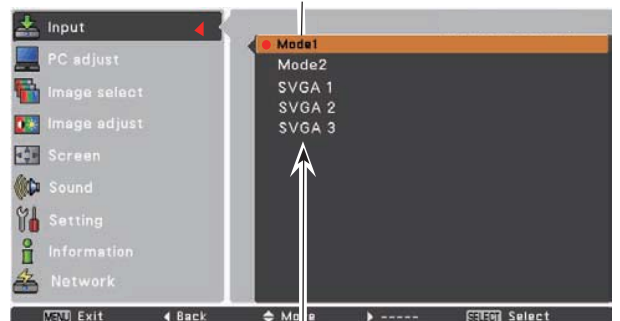 Input
PC adjust
Image select
Image adjust
Screen
Sound
Setting
Information
Network
Mode1
Mode2
SVGA 1
SVGA 2
SVGA 3
MENU Exit Back Move ----- SELECT Select